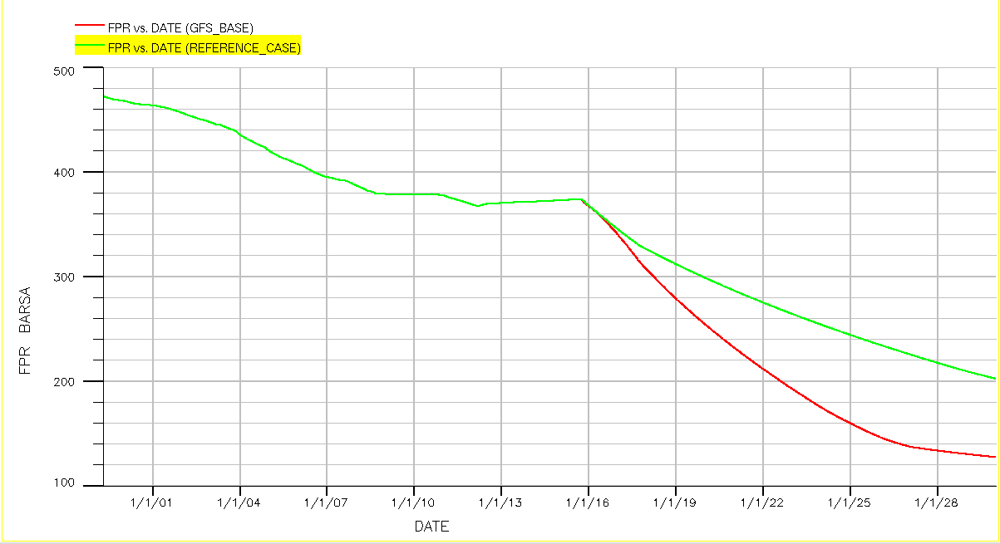 FPR vs. DATE (GFS_BASE)
FPR vs. DATE (REFERENCE_CASE)
500
400
300
200
100
FPR BARSA
1/1/01 1/1/04 1/1/07 1/1/10 1/1/13 1/1/16 1/1/19 1/1/22 1/1/25 1/1/28
DATE